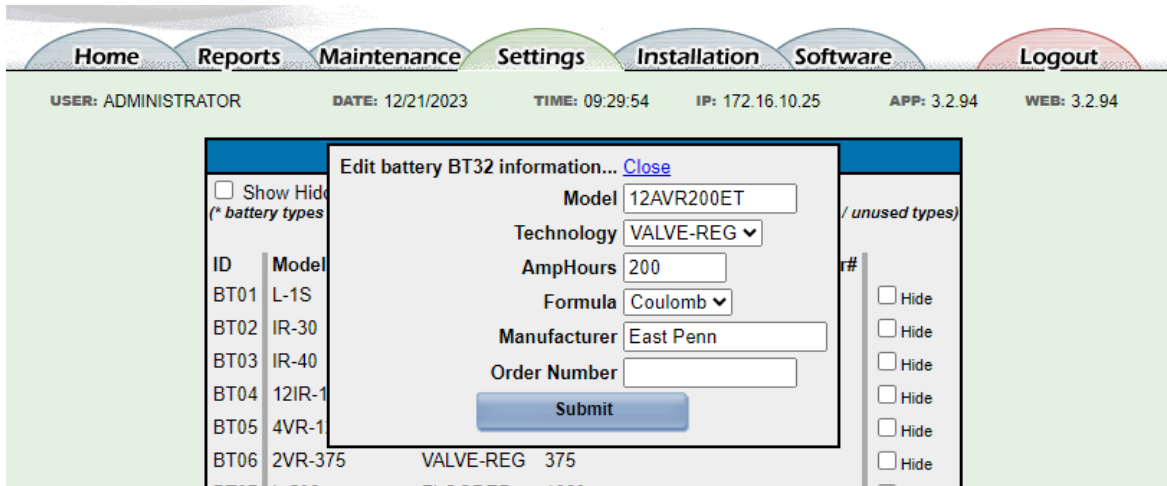 Home Reports Maintenance Settings Installation Software Logout
USER: ADMINISTRATOR DATE: 12/21/2023 TIME: 09:29:54 IP: 172.16.10.25 APP: 3.2.94 WEB: 3.2.94
Edit battery BT32 information... Close
Model 12AVR200ET
Technology VALVE-REG
AmpHours 200
Formula Coulomb
Manufacturer East Penn
Order Number
Submit
Show
(* battery types / unused types)
ID Model
BT01 L-1S Hide
BT02 IR-30 Hide
BT03 IR-40 Hide
BT04 12IR-1 Hide
BT05 4VR-1 Hide
BT06 2VR-375 VALVE-REG 375 Hide